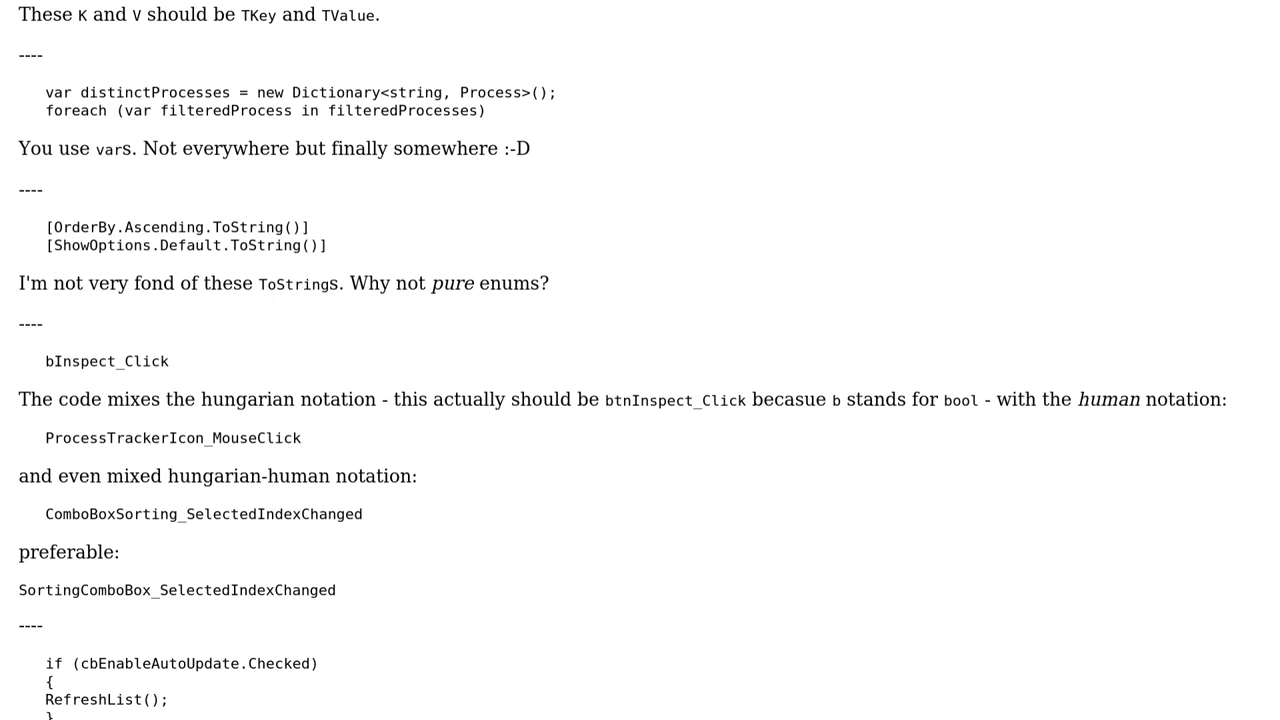 These K and V should be TKey and TValue.
----
var distinctProcesses = new Dictionary<string, Process>();
foreach (var filteredProcess in filteredProcesses)
You use vars. Not everywhere but finally somewhere :-D
----
[OrderBy.Ascending.ToString()]
[ShowOptions.Default.ToString()]
I'm not very fond of these ToStrings. Why not pure enums?
----
bInspect_Click
The code mixes the hungarian notation - this actually should be btnInspect_Click becasue b stands for bool - with the human notation:
ProcessTrackerIcon_MouseClick
and even mixed hungarian-human notation:
ComboBoxSorting_SelectedIndexChanged
preferable:
SortingComboBox_SelectedIndexChanged
----
if (cbEnableAutoUpdate.Checked)
{
RefreshList();
}